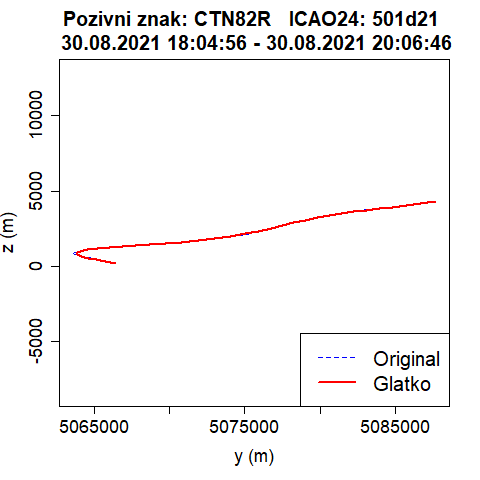 Pozivni znak: CTN82R ICAO24: 501d21
30.08.2021 18:04:56 - 30.08.2021 20:06:46
10000
5000
0
-5000
z (m)
5065000 5075000 5085000
y (m)
Original
Glatko